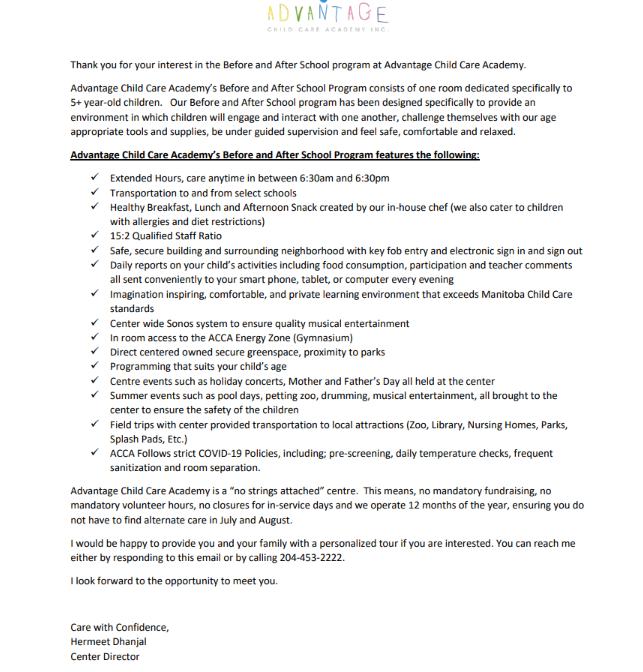 ADVANTAGE
CHILD CARE ACADEMY INC.
Thank you for your interest in the Before and After School program at Advantage Child Care Academy.
Advantage Child Care Academy's Before and After School Program consists of one room dedicated specifically to
5+ year-old children. Our Before and After School program has been designed specifically to provide an
environment in which children will engage and interact with one another, challenge themselves with our age
appropriate tools and supplies, be under guided supervision and feel safe, comfortable and relaxed.
Advantage Child Care Academy's Before and After School Program features the following:
✓ Extended Hours, care anytime in between 6:30am and 6:30pm
✓ Transportation to and from select schools
✓ Healthy Breakfast, Lunch and Afternoon Snack created by our in-house chef (we also cater to children
with allergies and diet restrictions)
✓ 15:2 Qualified Staff Ratio
✓ Safe, secure building and surrounding neighborhood with key fob entry and electronic sign in and sign out
✓ Daily reports on your child's activities including food consumption, participation and teacher comments
all sent conveniently to your smart phone, tablet, or computer every evening
✓ Imagination inspiring, comfortable, and private learning environment that exceeds Manitoba Child Care
standards
✓ Center wide Sonos system to ensure quality musical entertainment
✓ In room access to the ACCA Energy Zone (Gymnasium)
✓ Direct centered owned secure greenspace, proximity to parks
✓ Programming that suits your child's age
✓ Centre events such as holiday concerts, Mother and Father's Day all held at the center
✓ Summer events such as pool days, petting zoo, drumming, musical entertainment, all brought to the
center to ensure the safety of the children
✓ Field trips with center provided transportation to local attractions (Zoo, Library, Nursing Homes, Parks,
Splash Pads, Etc.)
✓ ACCA Follows strict COVID-19 Policies, including; pre-screening, daily temperature checks, frequent
sanitization and room separation.
Advantage Child Care Academy is a "no strings attached" centre. This means, no mandatory fundraising, no
mandatory volunteer hours, no closures for in-service days and we operate 12 months of the year, ensuring you do
not have to find alternate care in July and August.
I would be happy to provide you and your family with a personalized tour if you are interested. You can reach me
either by responding to this email or by calling 204-453-2222.
I look forward to the opportunity to meet you.
Care with Confidence,
Hermeet Dhanjal
Center Director